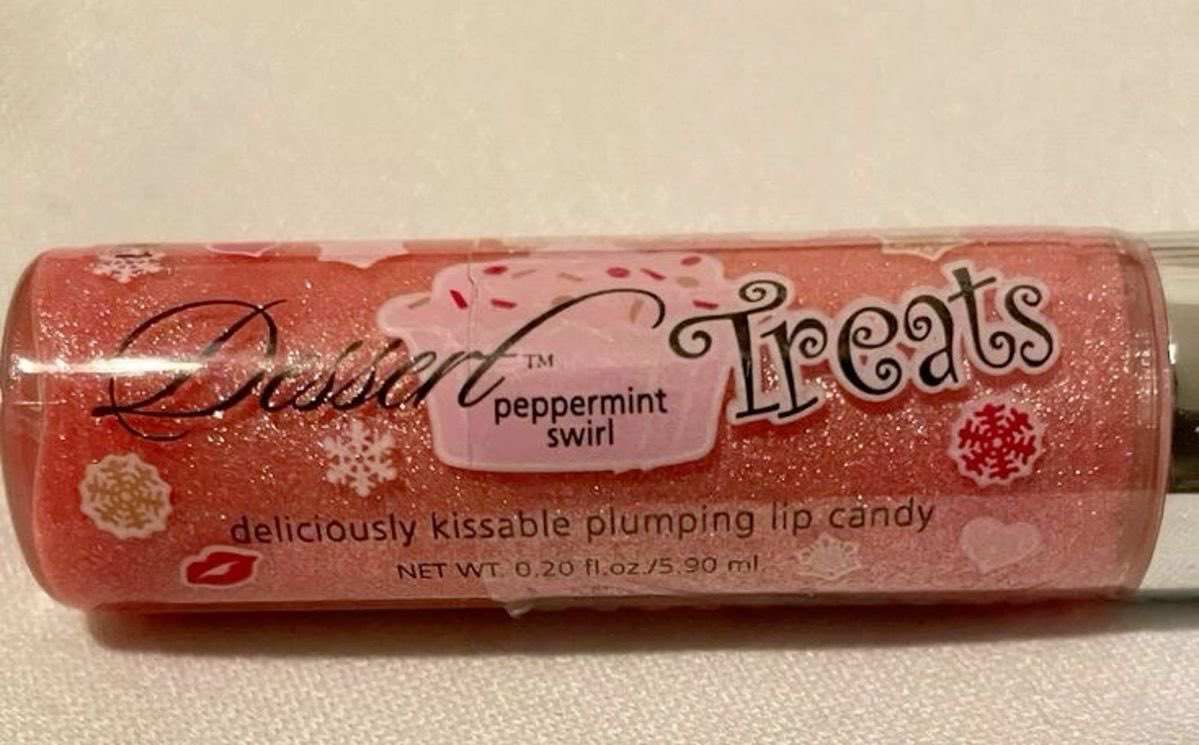 Dessert™ Treats
peppermint
swirl
deliciously kissable plumping lip candy
NET WT. 0.20 fl.oz./5.90 ml